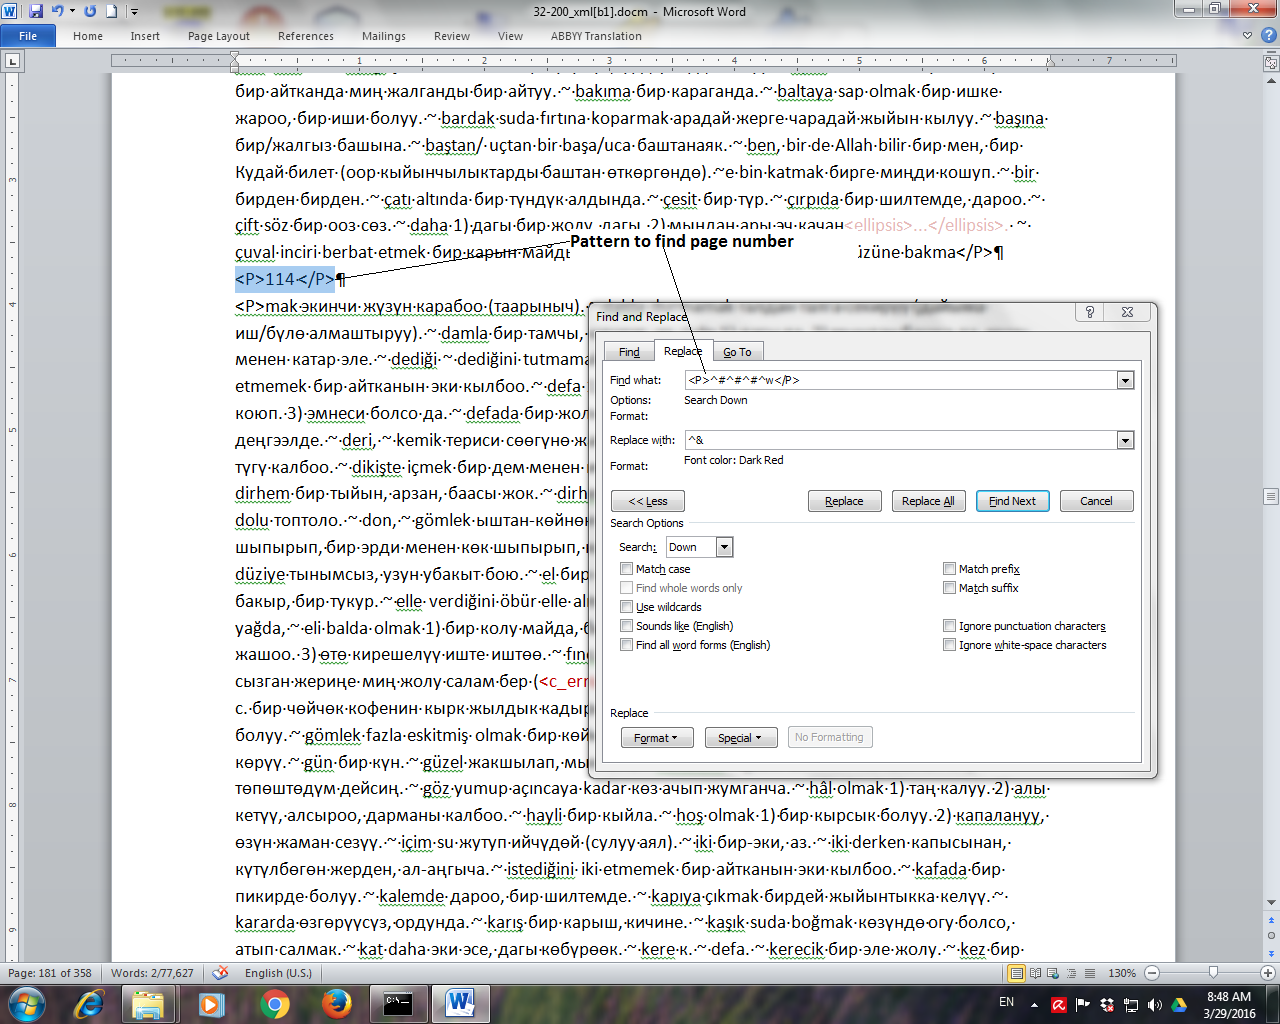 32-200_xml[b1].docm - Microsoft Word
File Home Insert Page Layout References Mailings Review View ABBYY Translation
1 2 3 4 5 6 7
бир·айтканда·миң·жалганды·бир·айтуу.·~·bakıma·бир·караганда.·~·baltaya·sap·olmak·бир·ишке·
жароо,·бир·иши·болуу.·~·bardak·suda·fırtına·koparmak·арадай·жерге·чарадай·жыйын·кылуу.·~·başına·
бир/жалгыз·башына.·~·baştan/·uçtan·bir·başa/uca·баштанаяк.·~·ben,·bir·de·Allah·bilir·бир·мен,·бир·
Кудай·билет·(оор·кыйынчылыктарды·баштан·өткөргөндө).·~e·bin·katmak·бирге·миңди·кошуп.·~·bir·
бирден·бирден.·~·çatı·altında·бир·түндүк·алдында.·~·çesit·бир·түр.·~·çırpıda·бир·шилтемде,·дароо.·~·
çift·söz·бир·ооз·сөз.·~·daha·1)·дагы·бир·жолу,·дагы.·2)·мындан·ары·эч·качан<ellipsis>...</ellipsis>.·~·
çuval·inciri·berbat·etmek·бир·карын·майды üzüne·bakma</P>¶
Pattern to find page number
<P>114·</P>¶
<P>mak·экинчи·жүзүн·карабоо·(таарыныч).·
иш/бүлө·алмаштыруу).·~·damla·бир·тамчы,·
менен·катар·эле.·~·dediği·~·dediğini·tutmama
etmemek·бир·айтканын·эки·кылбоо.·~·defa
коюп.·3)·эмнеси·болсо·да.·~·defada·бир·жол
деңгээлде.·~·deri,·~·kemik·териси·сөөгүнө·ж
түгү·калбоо.·~·dikişte·içmek·бир·дем·менен·
dirhem·бир·тыйын,·арзан,·баасы·жок.·~·dirh
dolu·топтоло.·~·don,·~·gömlek·ыштан-көйнөк
шыпырып,·бир·эрди·менен·көк·шыпырып,·
düziye·тынымсыз,·узун·убакыт·бою.·~·el·бир
бакыр,·бир·тукур.·~·elle·verdiğini·öbür·elle·al
yağda,·~·eli·balda·olmak·1)·бир·колу·майда,·б
жашоо.·3)·өтө·кирешелүү·иште·иштөө.·~·fın
сызган·жериңе·миң·жолу·салам·бер·(<c_err
с.·бир·чөйчөк·кофенин·кырк·жылдык·кадыр
болуу.·~·gömlek·fazla·eskitmiş·olmak·бир·көй
көрүү.·~·gün·бир·күн.·~·güzel·жакшылап,·мы
төпөштөдүм·дейсиң.·~·göz·yumup·açıncaya·kadar·көз·ачып·жумганча.·~·hâl·olmak·1)·таң·калуу.·2)·алы·
кетүү,·алсыроо,·дарманы·калбоо.·~·hayli·бир·кыйла.·~·hoş·olmak·1)·бир·кырсык·болуу.·2)·капалануу,·
өзүн·жаман·сезүү.·~·içim·su·жутуп·ийчүдөй·(сулуу·аял).·~·iki·бир-эки,·аз.·~·iki·derken·капысынан,·
күтүлбөгөн·жерден,·ал-аңгыча.·~·istediğini·iki·etmemek·бир·айтканын·эки·кылбоо.·~·kafada·бир·
пикирде·болуу.·~·kalemde·дароо,·бир·шилтемде.·~·kapıya·çıkmak·бирдей·жыйынтыкка·келүү.·~·
kararda·өзгөрүүсүз,·ордунда.·~·karış·бир·карыш,·кичине.·~·kaşık·suda·boğmak·көзүндө·огу·болсо,·
атып·салмак.·~·kat·daha·эки·эсе,·дагы·көбүрөөк.·~·kere·к.·~·defa.·~·kerecik·бир·эле·жолу.·~·kez·бир·
Find and Replace
Find Replace Go To
Find what: <P>^#^#^#^w</P>
Options: Search Down
Format:
Replace with: ^&
Format: Font color: Dark Red
<< Less Replace Replace All Find Next Cancel
Search Options
Search: Down
Match case Match prefix
Find whole words only Match suffix
Use wildcards
Sounds like (English) Ignore punctuation characters
Find all word forms (English) Ignore white-space characters
Replace
Format Special No Formatting
Page: 181 of 358 Words: 2/77,627 English (U.S.) 130%
EN 8:48 AM
3/29/2016